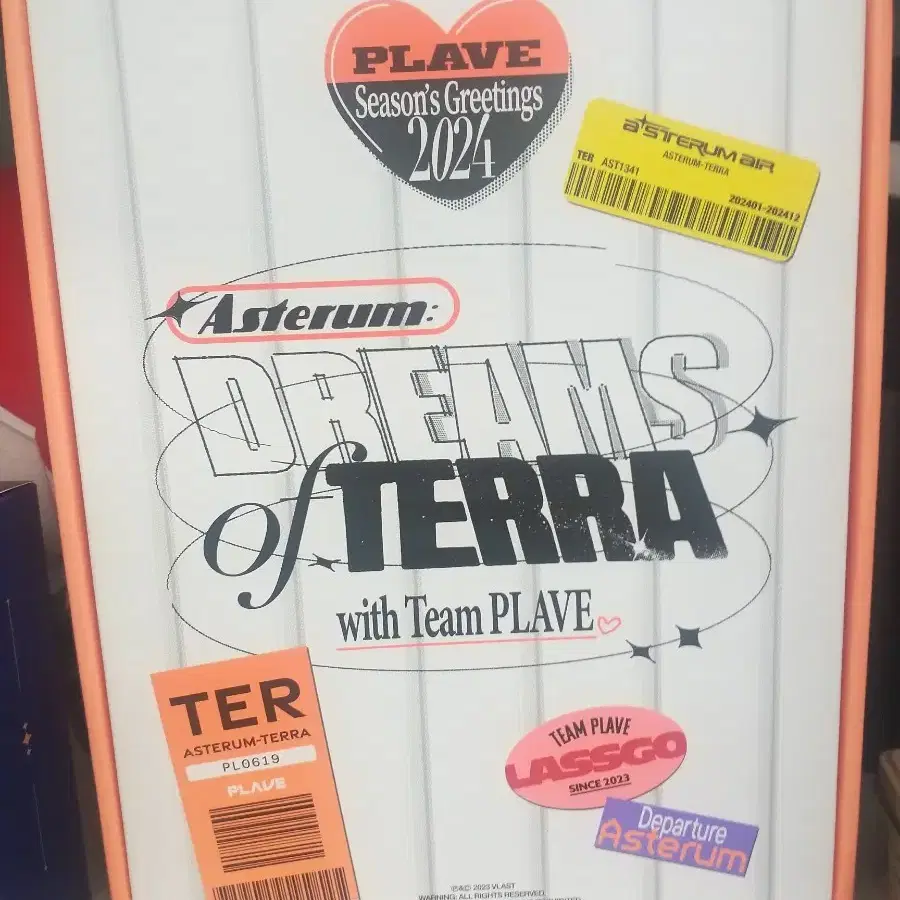 PLAVE
Season's Greetings
2024
asterum air
ASTERUM-TERRA
TER AST1341
202401-202412
Asterum:
DREAMS
of TERRA
with Team PLAVE
TER
ASTERUM-TERRA
PL0619
PLAVE
TEAM PLAVE
LASSGO
SINCE 2023
Departure
Asterum
ⓟ&ⓒ 2023 VLAST
WARNING: ALL RIGHTS RESERVED.